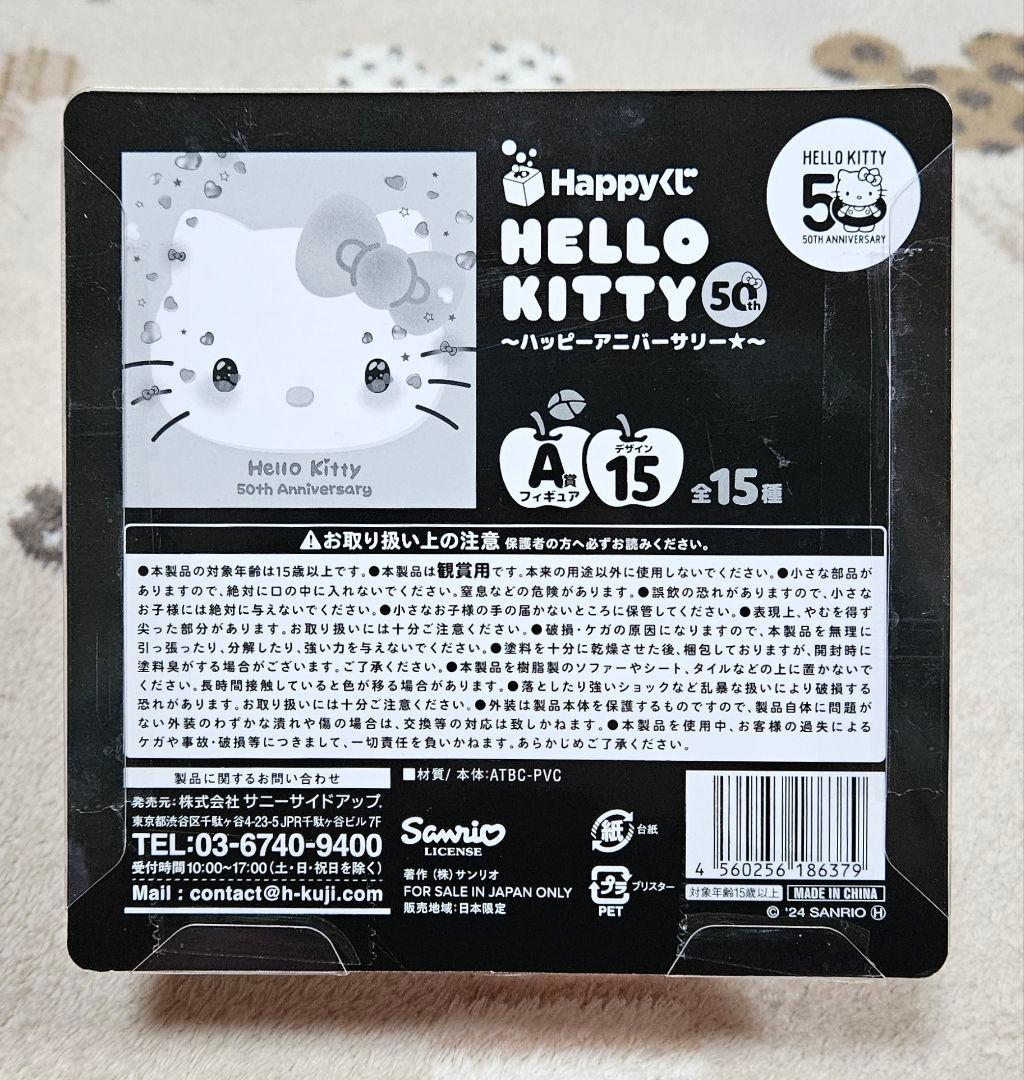 Happyくじ
HELLO KITTY
50
50TH ANNIVERSARY
HELLO
KITTY 50th
〜ハッピーアニバーサリー★〜
A賞
フィギュア
デザイン
15
全15種
Hello Kitty
50th Anniversary
⚠お取り扱い上の注意 保護者の方へ必ずお読みください。
●本製品の対象年齢は15歳以上です。●本製品は観賞用です。本来の用途以外に使用しないでください。●小さな部品が
ありますので、絶対に口の中に入れないでください。窒息などの危険があります。●誤飲の恐れがありますので、小さな
お子様には絶対に与えないでください。●小さなお子様の手の届かないところに保管してください。●表現上、やむを得ず
尖った部分があります。お取り扱いには十分ご注意ください。●破損・ケガの原因になりますので、本製品を無理に
引っ張ったり、分解したり、強い力を与えないでください。●塗料を十分に乾燥させた後、梱包しておりますが、開封時に
塗料臭がする場合がございます。ご了承ください。●本製品を樹脂製のソファーやシート、タイルなどの上に置かないで
ください。長時間接触していると色が移る場合があります。●落としたり強いショックなど乱暴な扱いにより破損する
恐れがあります。お取り扱いには十分ご注意ください。●外装は製品本体を保護するものですので、製品自体に問題が
ない外装のわずかな潰れや傷の場合は、交換等の対応は致しかねます。●本製品を使用中、お客様の過失による
ケガや事故・破損等につきまして、一切責任を負いかねます。あらかじめご了承ください。
製品に関するお問い合わせ
発売元:株式会社 サニーサイドアップ.
東京都渋谷区千駄ヶ谷4-23-5 JPR千駄ヶ谷ビル 7F
TEL:03-6740-9400
受付時間10:00〜17:00(土・日・祝日を除く)
Mail : contact@h-kuji.com
■材質/ 本体:ATBC-PVC
Sanrio
LICENSE
著作 (株) サンリオ
FOR SALE IN JAPAN ONLY
販売地域:日本限定
紙 台紙
プラ ブリスター
PET
4 560256 186379
対象年齢15歳以上 MADE IN CHINA
© '24 SANRIO Ⓗ